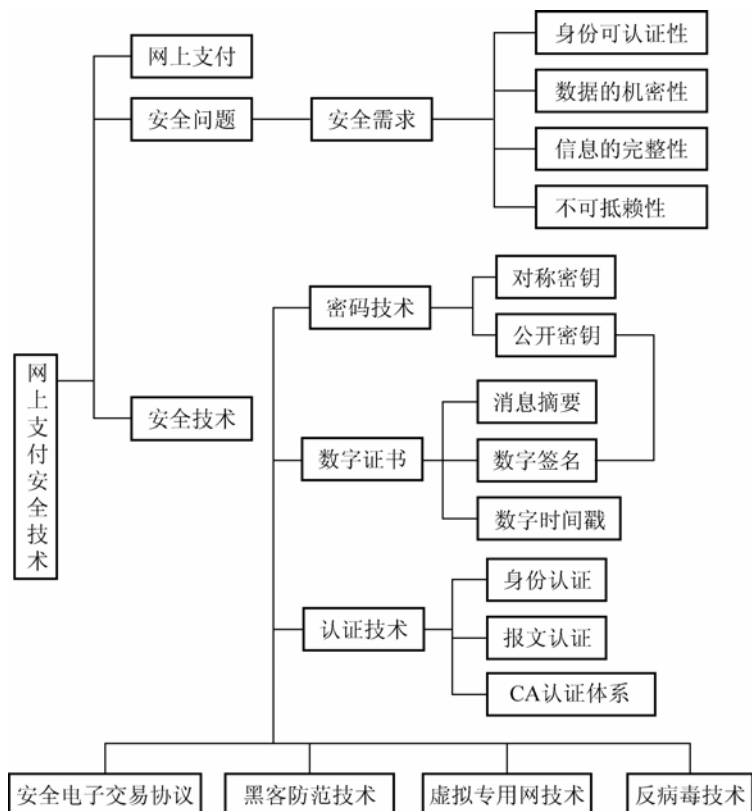 网上支付安全技术
网上支付
安全问题
安全需求
身份可认证性
数据的机密性
信息的完整性
不可抵赖性
安全技术
密码技术
对称密钥
公开密钥
数字证书
消息摘要
数字签名
数字时间戳
认证技术
身份认证
报文认证
CA认证体系
安全电子交易协议
黑客防范技术
虚拟专用网技术
反病毒技术